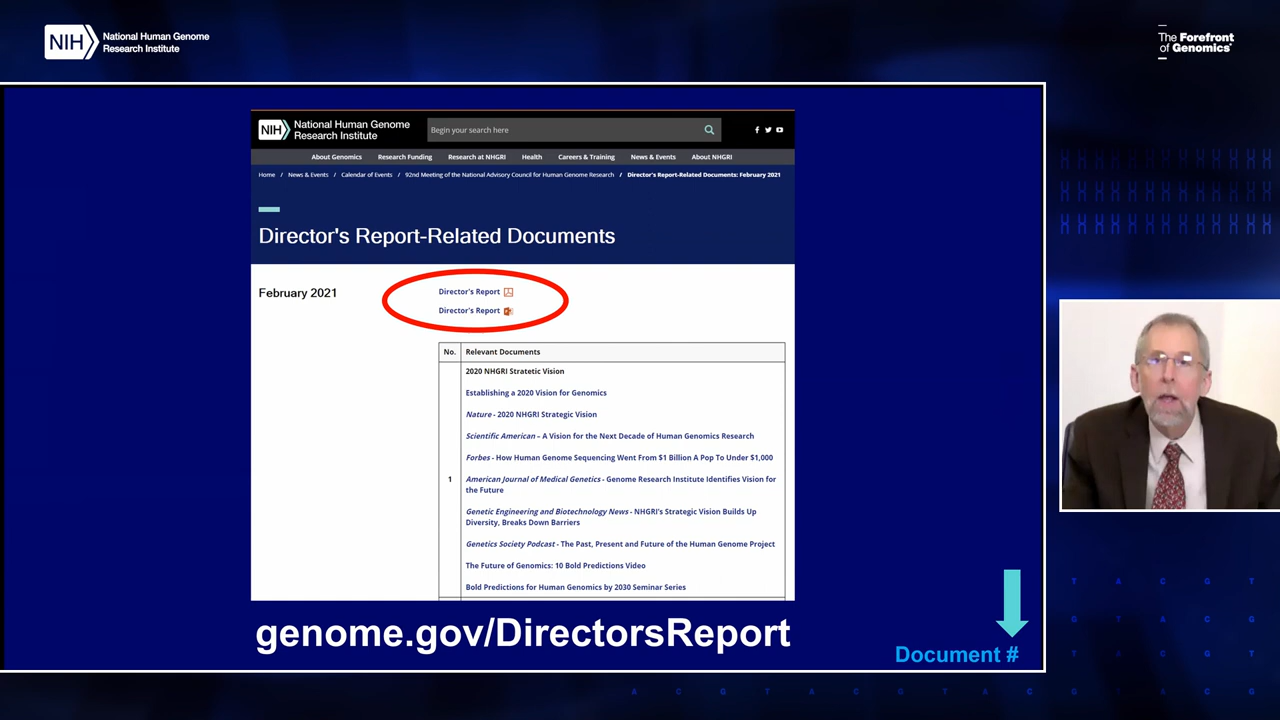 NIH National Human Genome
Research Institute
The Forefront
of Genomics®
NIH National Human Genome
Research Institute
Begin your search here
About Genomics Research Funding Research at NHGRI Health Careers & Training News & Events About NHGRI
Home / News & Events / Calendar of Events / 92nd Meeting of the National Advisory Council for Human Genome Research / Director's Report-Related Documents: February 2021
Director's Report-Related Documents
February 2021
Director's Report
Director's Report
No. Relevant Documents
1
2020 NHGRI Stratetic Vision
Establishing a 2020 Vision for Genomics
Nature - 2020 NHGRI Strategic Vision
Scientific American – A Vision for the Next Decade of Human Genomics Research
Forbes - How Human Genome Sequencing Went From $1 Billion A Pop To Under $1,000
American Journal of Medical Genetics - Genome Research Institute Identifies Vision for
the Future
Genetic Engineering and Biotechnology News - NHGRI's Strategic Vision Builds Up
Diversity, Breaks Down Barriers
Genetics Society Podcast - The Past, Present and Future of the Human Genome Project
The Future of Genomics: 10 Bold Predictions Video
Bold Predictions for Human Genomics by 2030 Seminar Series
genome.gov/DirectorsReport
Document #
T A C G T
G T A C G
C G T A C
A C G T A C G T A C G T A C G